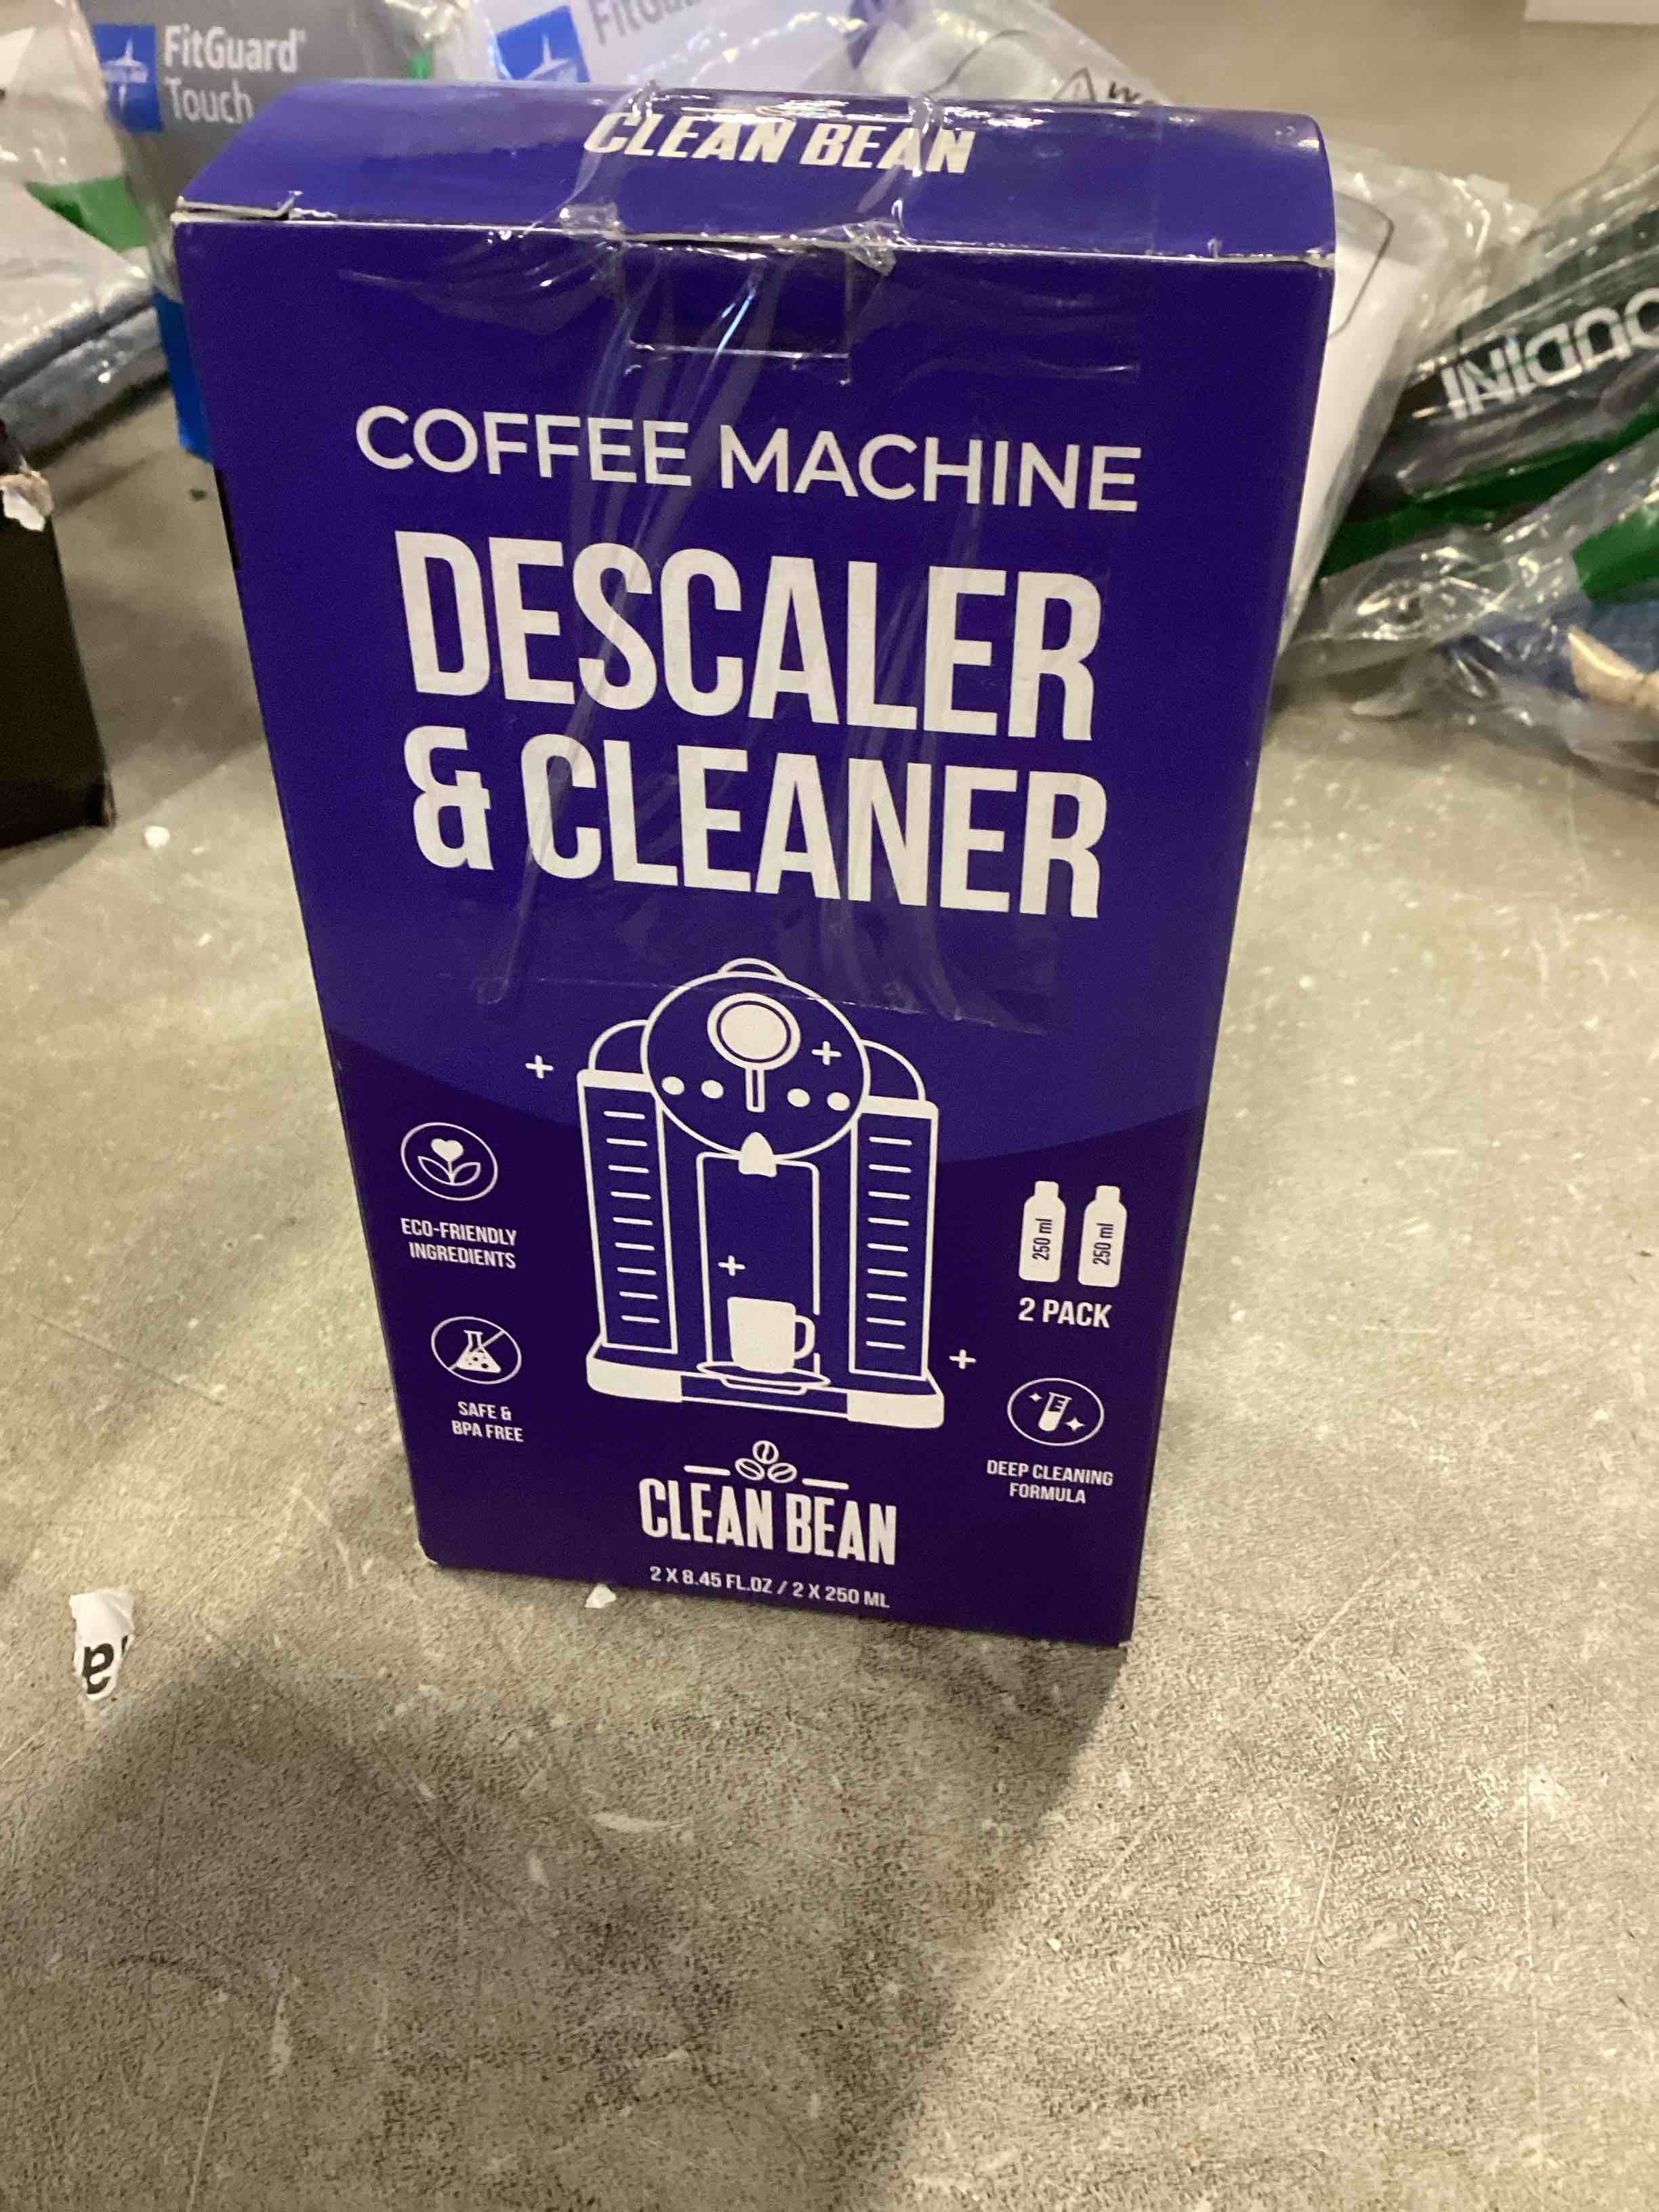 FitGuard
Touch
CLEAN BEAN
COFFEE MACHINE
DESCALER
& CLEANER
ECO-FRIENDLY
INGREDIENTS
SAFE &
BPA FREE
250 ml
250 ml
2 PACK
DEEP CLEANING
FORMULA
CLEAN BEAN
2 X 8.45 FL.OZ / 2 X 250 ML